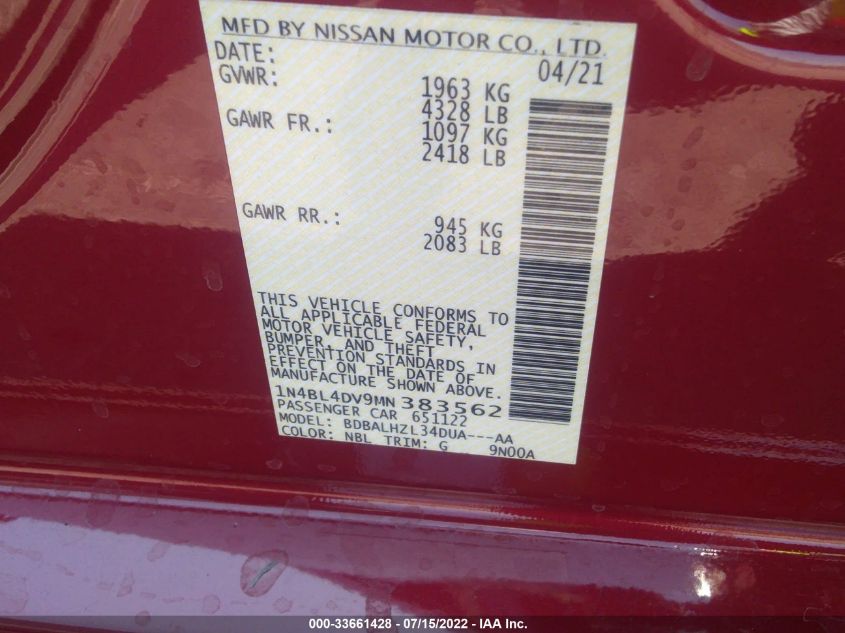 MFD BY NISSAN MOTOR CO., LTD.
DATE: 04/21
GVWR: 1963 KG
4328 LB
GAWR FR.: 1097 KG
2418 LB
GAWR RR.: 945 KG
2083 LB
THIS VEHICLE CONFORMS TO
ALL APPLICABLE FEDERAL
MOTOR VEHICLE SAFETY,
BUMPER, AND THEFT
PREVENTION STANDARDS IN
EFFECT ON THE DATE OF
MANUFACTURE SHOWN ABOVE.
1N4BL4DV9MN383562
PASSENGER CAR 651122
MODEL: BDBALHZL34DUA---AA
COLOR: NBL TRIM: G 9N00A
000-33661428 - 07/15/2022 - IAA Inc.